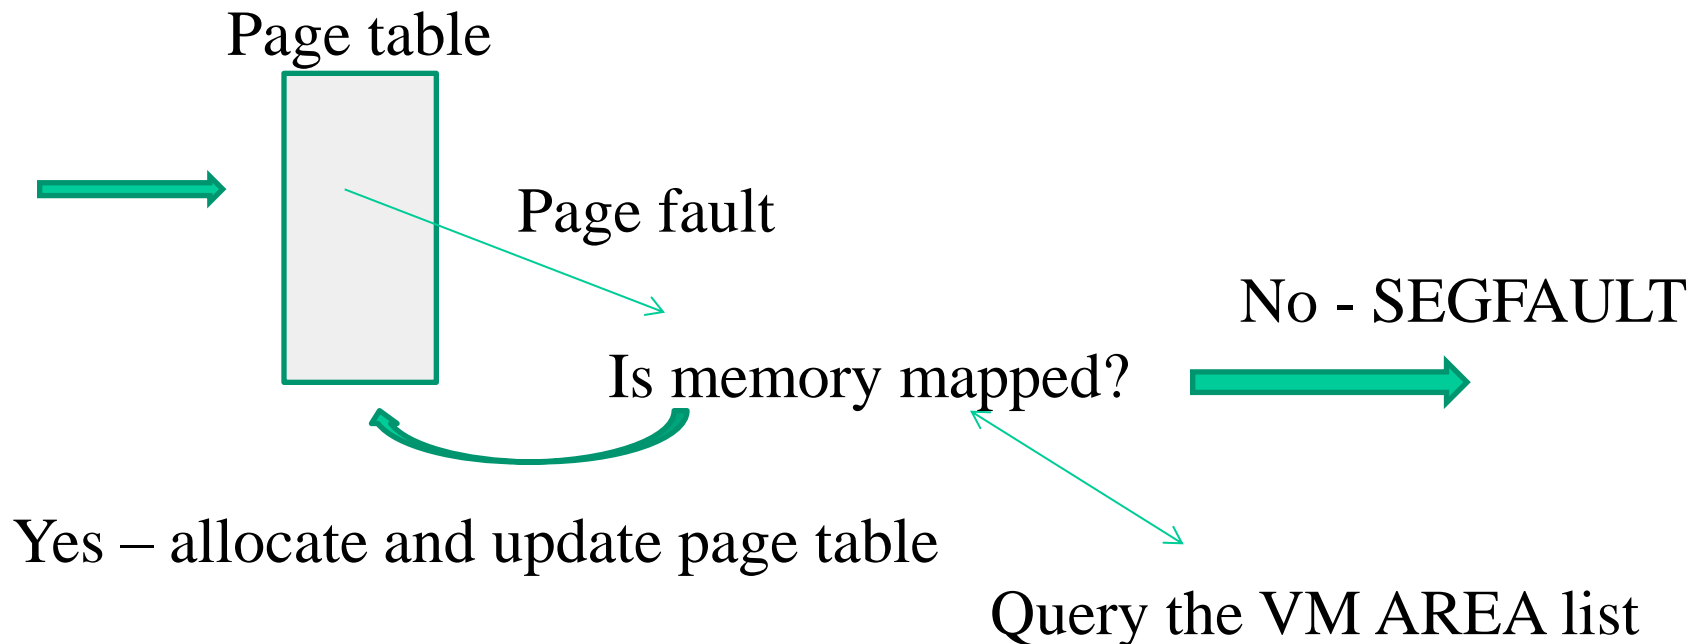 Page table
Page fault
No - SEGFAULT
Is memory mapped?
Yes – allocate and update page table
Query the VM AREA list